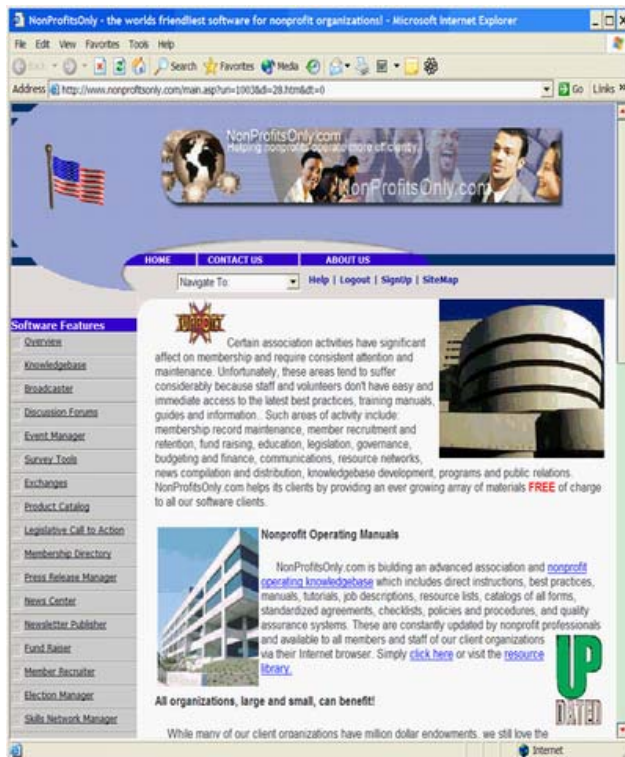 NonProfitsOnly - the worlds friendliest software for nonprofit organizations! - Microsoft Internet Explorer
File Edit View Favorites Tools Help
Back Search Favorites Media
Address http://www.nonprofitsonly.com/main.asp?uri=1003&di=28.htm&dt=0 Go Links
NonProfitsOnly.com
Helping nonprofits operate more efficiently.
NonProfitsOnly.com
HOME CONTACT US ABOUT US
Navigate To: Help | Logout | SignUp | SiteMap
Software Features
Overview
Knowledgebase
Broadcaster
Discussion Forums
Event Manager
Survey Tools
Exchanges
Product Catalog
Legislative Call to Action
Membership Directory
Press Release Manager
News Center
Newsletter Publisher
Fund Raiser
Member Recruiter
Election Manager
Skills Network Manager
SUPPORT
Certain association activities have significant
affect on membership and require consistent attention and
maintenance. Unfortunately, these areas tend to suffer
considerably because staff and volunteers don't have easy and
immediate access to the latest best practices, training manuals,
guides and information.. Such areas of activity include:
membership record maintenance, member recruitment and
retention, fund raising, education, legislation, governance,
budgeting and finance, communications, resource networks,
news compilation and distribution, knowledgebase development, programs and public relations.
NonProfitsOnly.com helps its clients by providing an ever growing array of materials FREE of charge
to all our software clients.
Nonprofit Operating Manuals
NonProfitsOnly.com is biulding an advanced association and nonprofit
operating knowledgebase which includes direct instructions, best practices,
manuals, tutorials, job descriptions, resource lists, catalogs of all forms,
standardized agreements, checklists, policies and procedures, and quality
assurance systems. These are constantly updated by nonprofit professionals
and available to all members and staff of our client organizations
via their Internet browser. Simply click here or visit the resource
library.
UP
DATED
All organizations, large and small, can benefit!
While many of our client organizations have million dollar endowments, we still love the
Internet